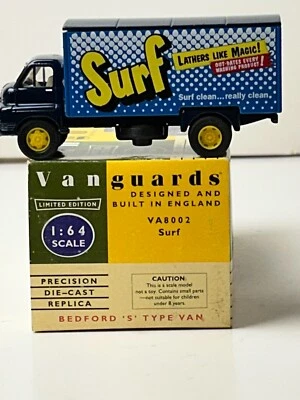 Surf
LATHERS LIKE MAGIC!
OUT-DATES EVERY
WASHING PRODUCT!
Surf clean...really clean.
Vanguards
LIMITED EDITION
DESIGNED AND
BUILT IN ENGLAND
1:64
SCALE
VA8002
Surf
PRECISION
DIE-CAST
REPLICA
CAUTION:
This is a scale model
not a toy. Contains small parts
—not suitable for children
under 8 years.
BEDFORD 'S' TYPE VAN